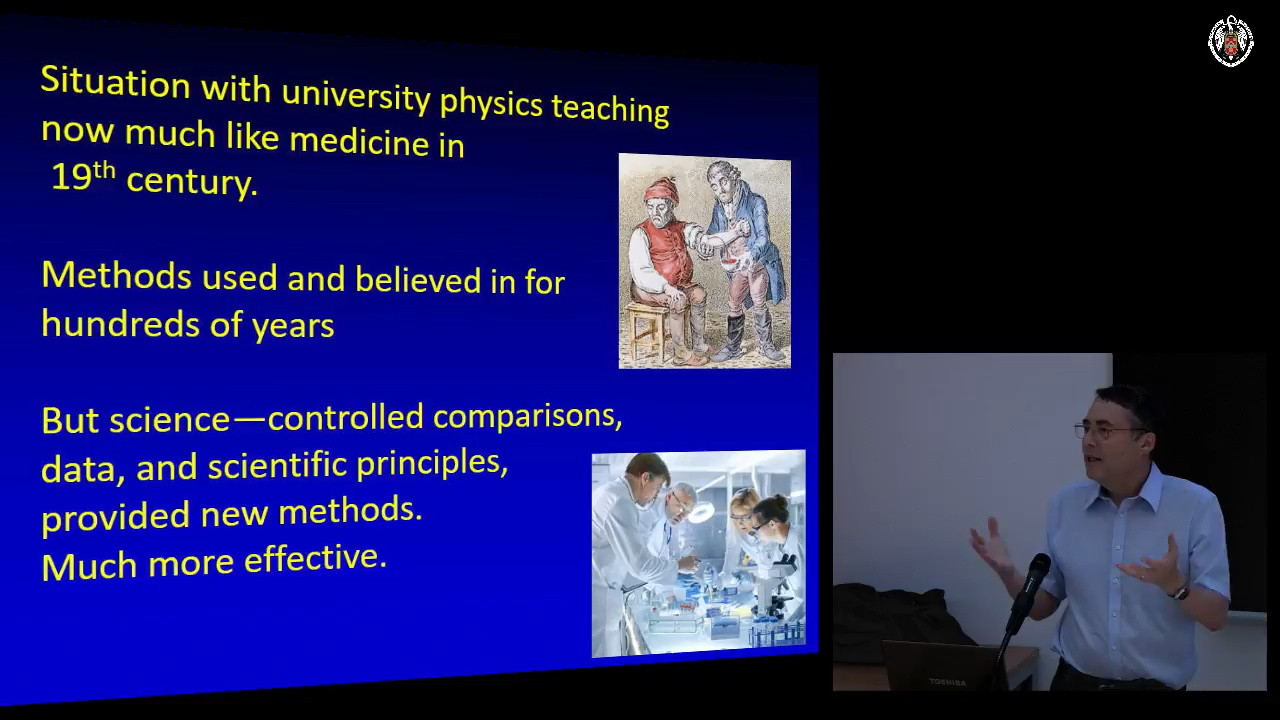 Situation with university physics teaching
now much like medicine in
19th century.
Methods used and believed in for
hundreds of years
But science—controlled comparisons,
data, and scientific principles,
provided new methods.
Much more effective.
TOSHIBA